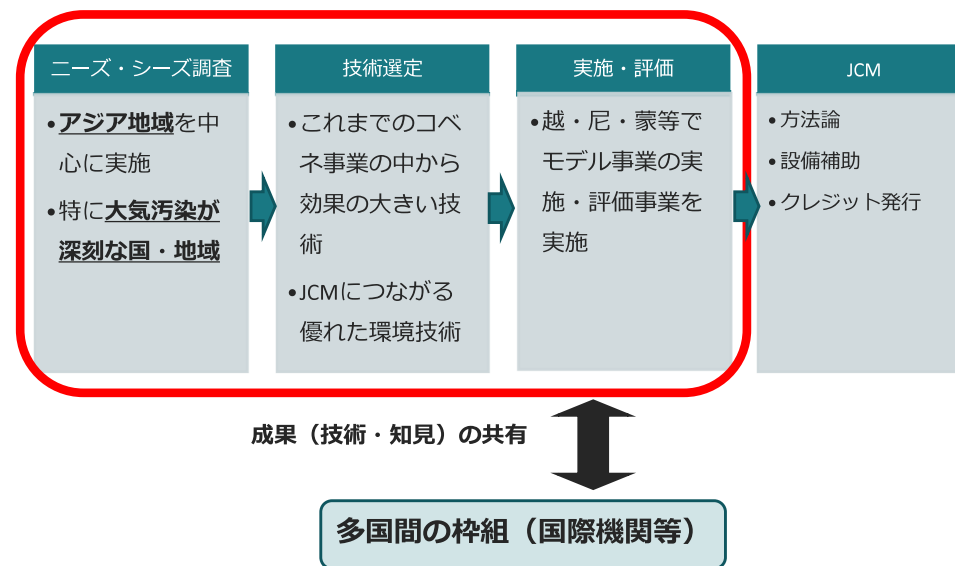 ニーズ・シーズ調査
•アジア地域を中
心に実施
•特に大気汚染が
深刻な国・地域
技術選定
•これまでのコベ
ネ事業の中から
効果の大きい技
術
•JCMにつながる
優れた環境技術
実施・評価
•越・尼・蒙等で
モデル事業の実
施・評価事業を
実施
JCM
•方法論
•設備補助
•クレジット発行
成果（技術・知見）の共有
多国間の枠組（国際機関等）